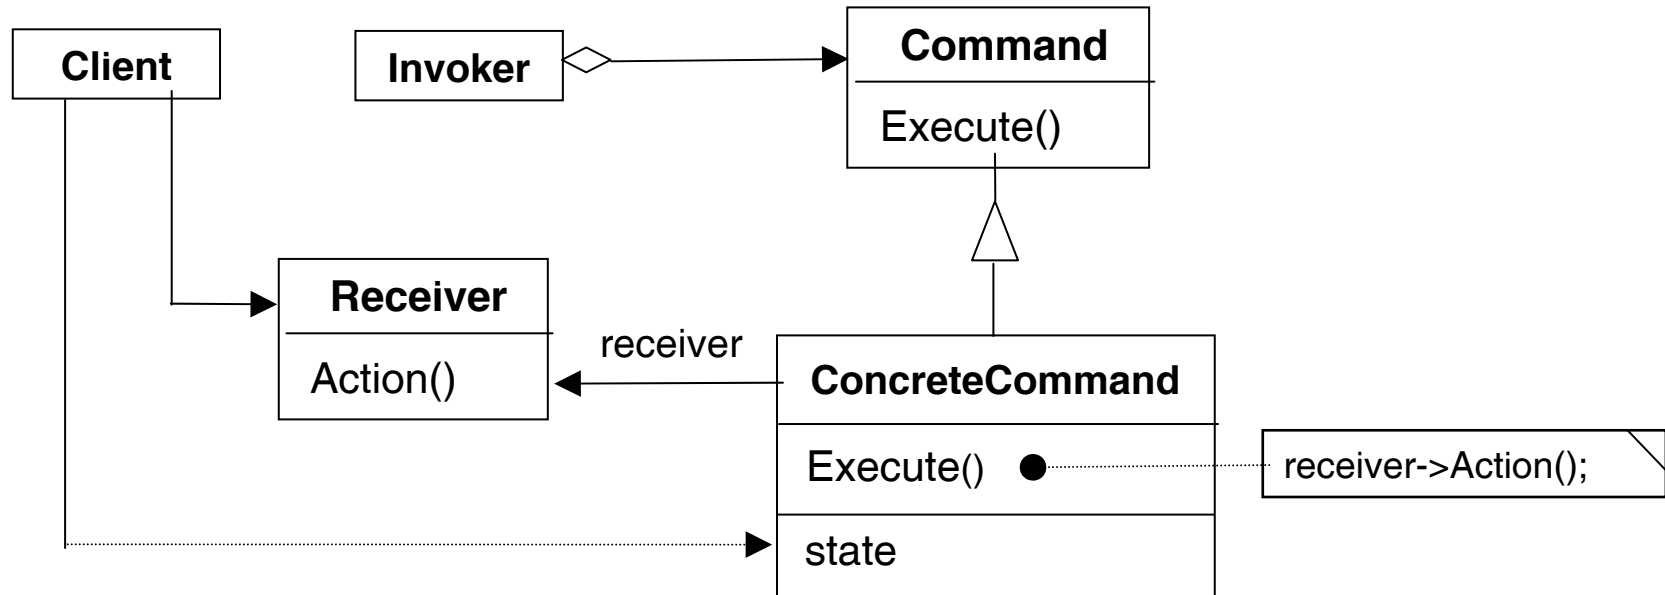 Client
Invoker
Command
Execute()
Receiver
Action()
receiver
ConcreteCommand
Execute()
receiver->Action();
state